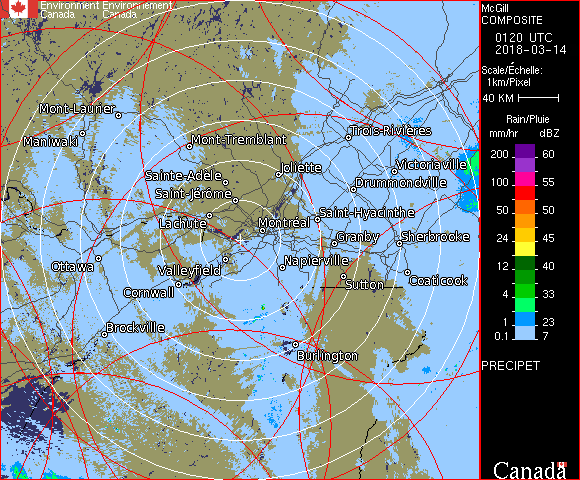 Environment Environnement
Canada Canada
McGill
COMPOSITE
0120 UTC
2018-03-14
Scale/Échelle:
1km/Pixel
40 KM
Rain/Pluie
mm/hr dBZ
200 60
100 55
50 50
24 45
12 40
4 33
1 23
0.1 7
PRECIPET
Canada
Mont-Laurier
Maniwaki
Mont-Tremblant
Trois-Rivières
Sainte-Adèle
Joliette
Victoriaville
Saint-Jérôme
Drummondville
Lachute
Montréal
Saint-Hyacinthe
Granby
Sherbrooke
Ottawa
Valleyfield
Napierville
Cornwall
Sutton
Coaticook
Brockville
Burlington